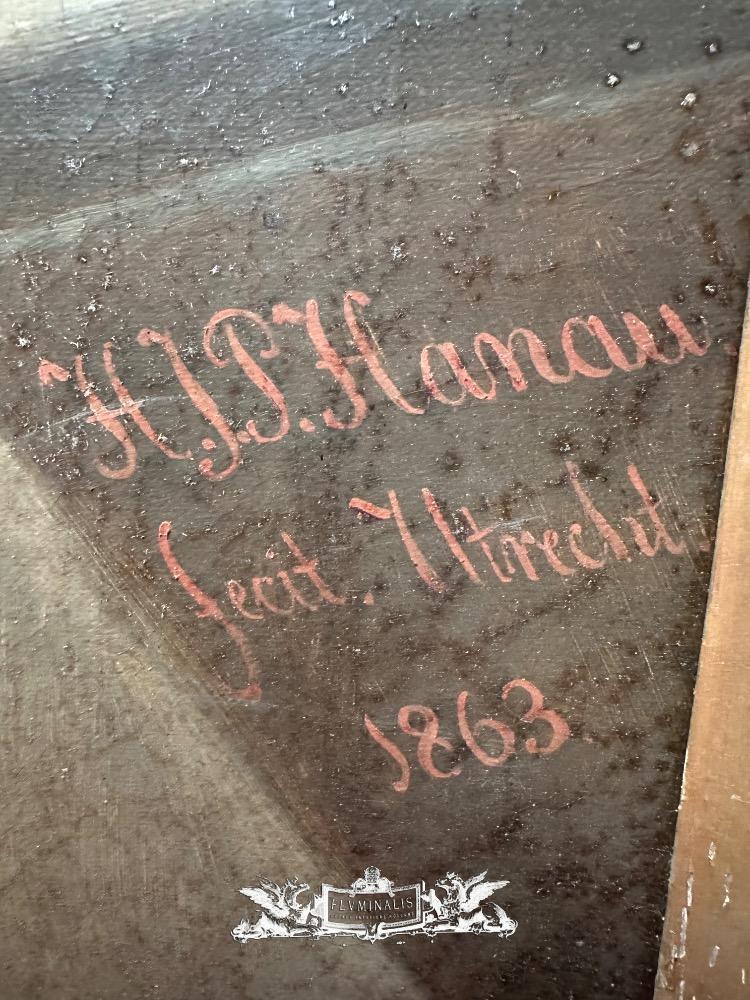 H.J.P. Hanau.
fecit. Utrecht.
1863
FLVMINALIS